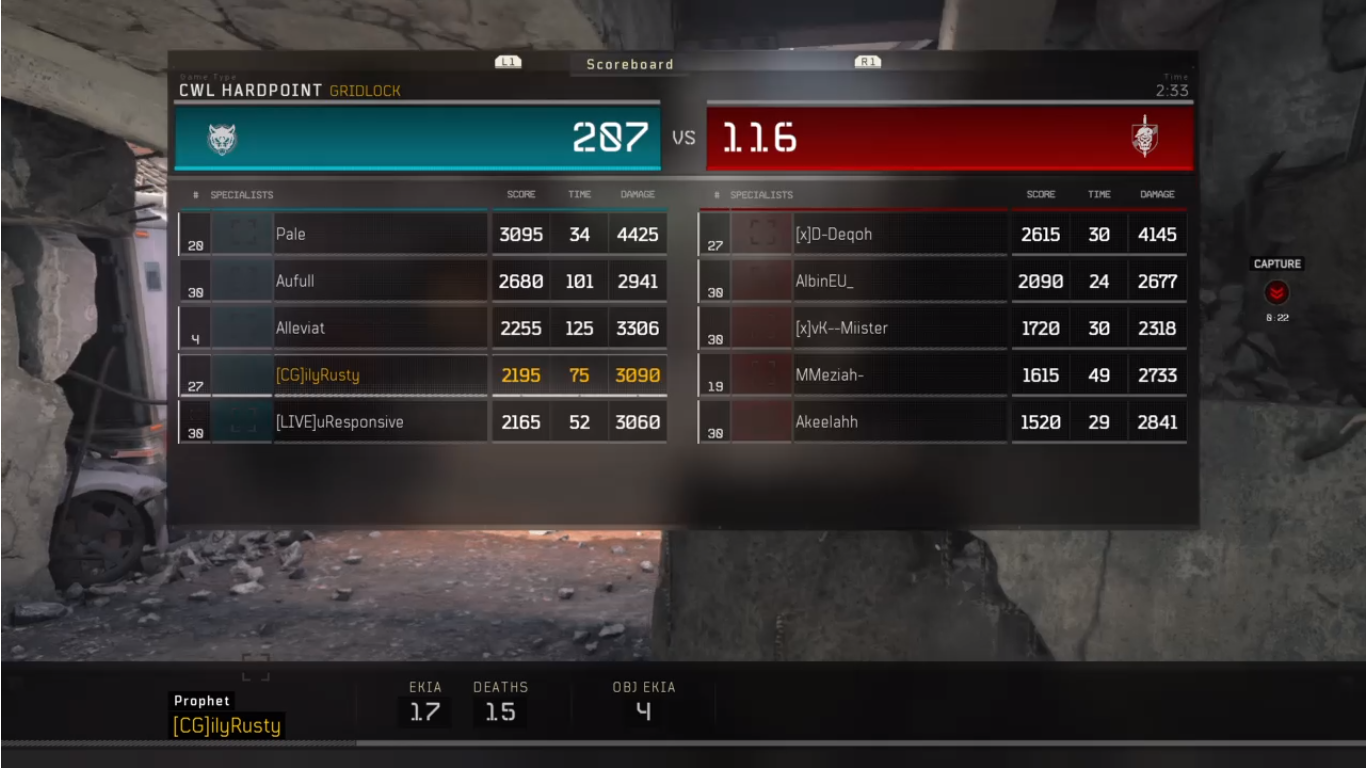 L1 Scoreboard R1
Game Type
CWL HARDPOINT GRIDLOCK
Time
2:33
207 VS 116
# SPECIALISTS SCORE TIME DAMAGE
20 Pale 3095 34 4425
30 Aufull 2680 101 2941
4 Alleviat 2255 125 3306
27 [CG]ilyRusty 2195 75 3090
30 [LIVE]uResponsive 2165 52 3060
# SPECIALISTS SCORE TIME DAMAGE
27 [x]D-Deqoh 2615 30 4145
30 AlbinEU_ 2090 24 2677
30 [x]vK--Miister 1720 30 2318
19 MMeziah- 1615 49 2733
30 Akeelahh 1520 29 2841
CAPTURE
0:22
Prophet
[CG]ilyRusty
EKIA DEATHS OBJ EKIA
17 15 4